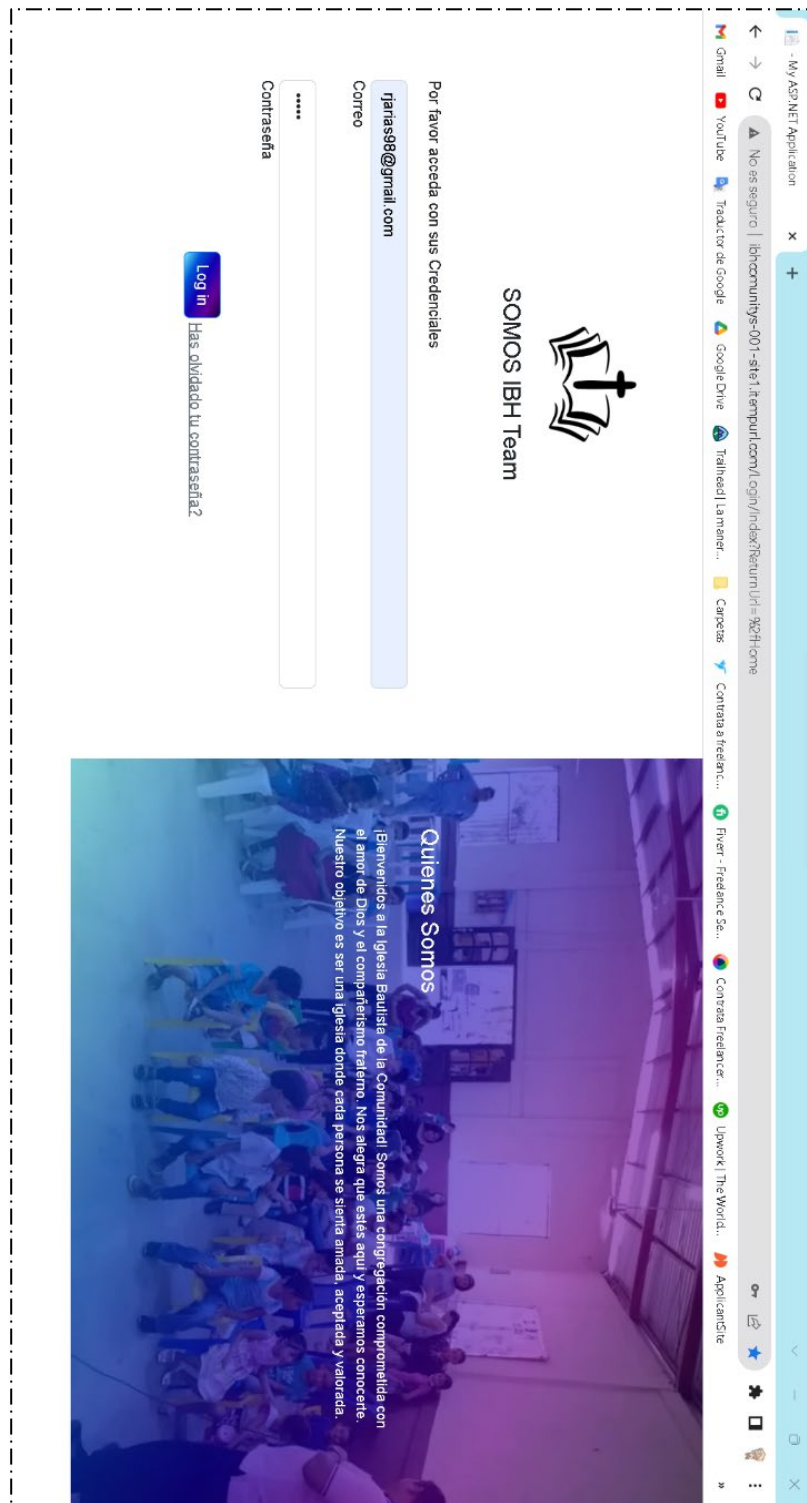 - My ASP.NET Application
No es seguro | ibhcomunitys-001-site1.itempurl.com/Login/Index?ReturnUrl=%2fHome
Gmail YouTube Traductor de Google Google Drive Trailhead | La maner... Carpetas Contrata a freelanc... Fiverr - Freelance Se... Contrata Freelancer... Upwork | The World... ApplicantSite »
SOMOS IBH Team
Por favor acceda con sus Credenciales
rjarias98@gmail.com
Correo
•••••
Contraseña
Log in Has olvidado tu contraseña?
Quienes Somos
¡Bienvenidos a la Iglesia Bautista de la Comunidad! Somos una congregación comprometida con
el amor de Dios y el compañerismo fraterno. Nos alegra que estés aquí y esperamos conocerte.
Nuestro objetivo es ser una iglesia donde cada persona se sienta amada, aceptada y valorada.